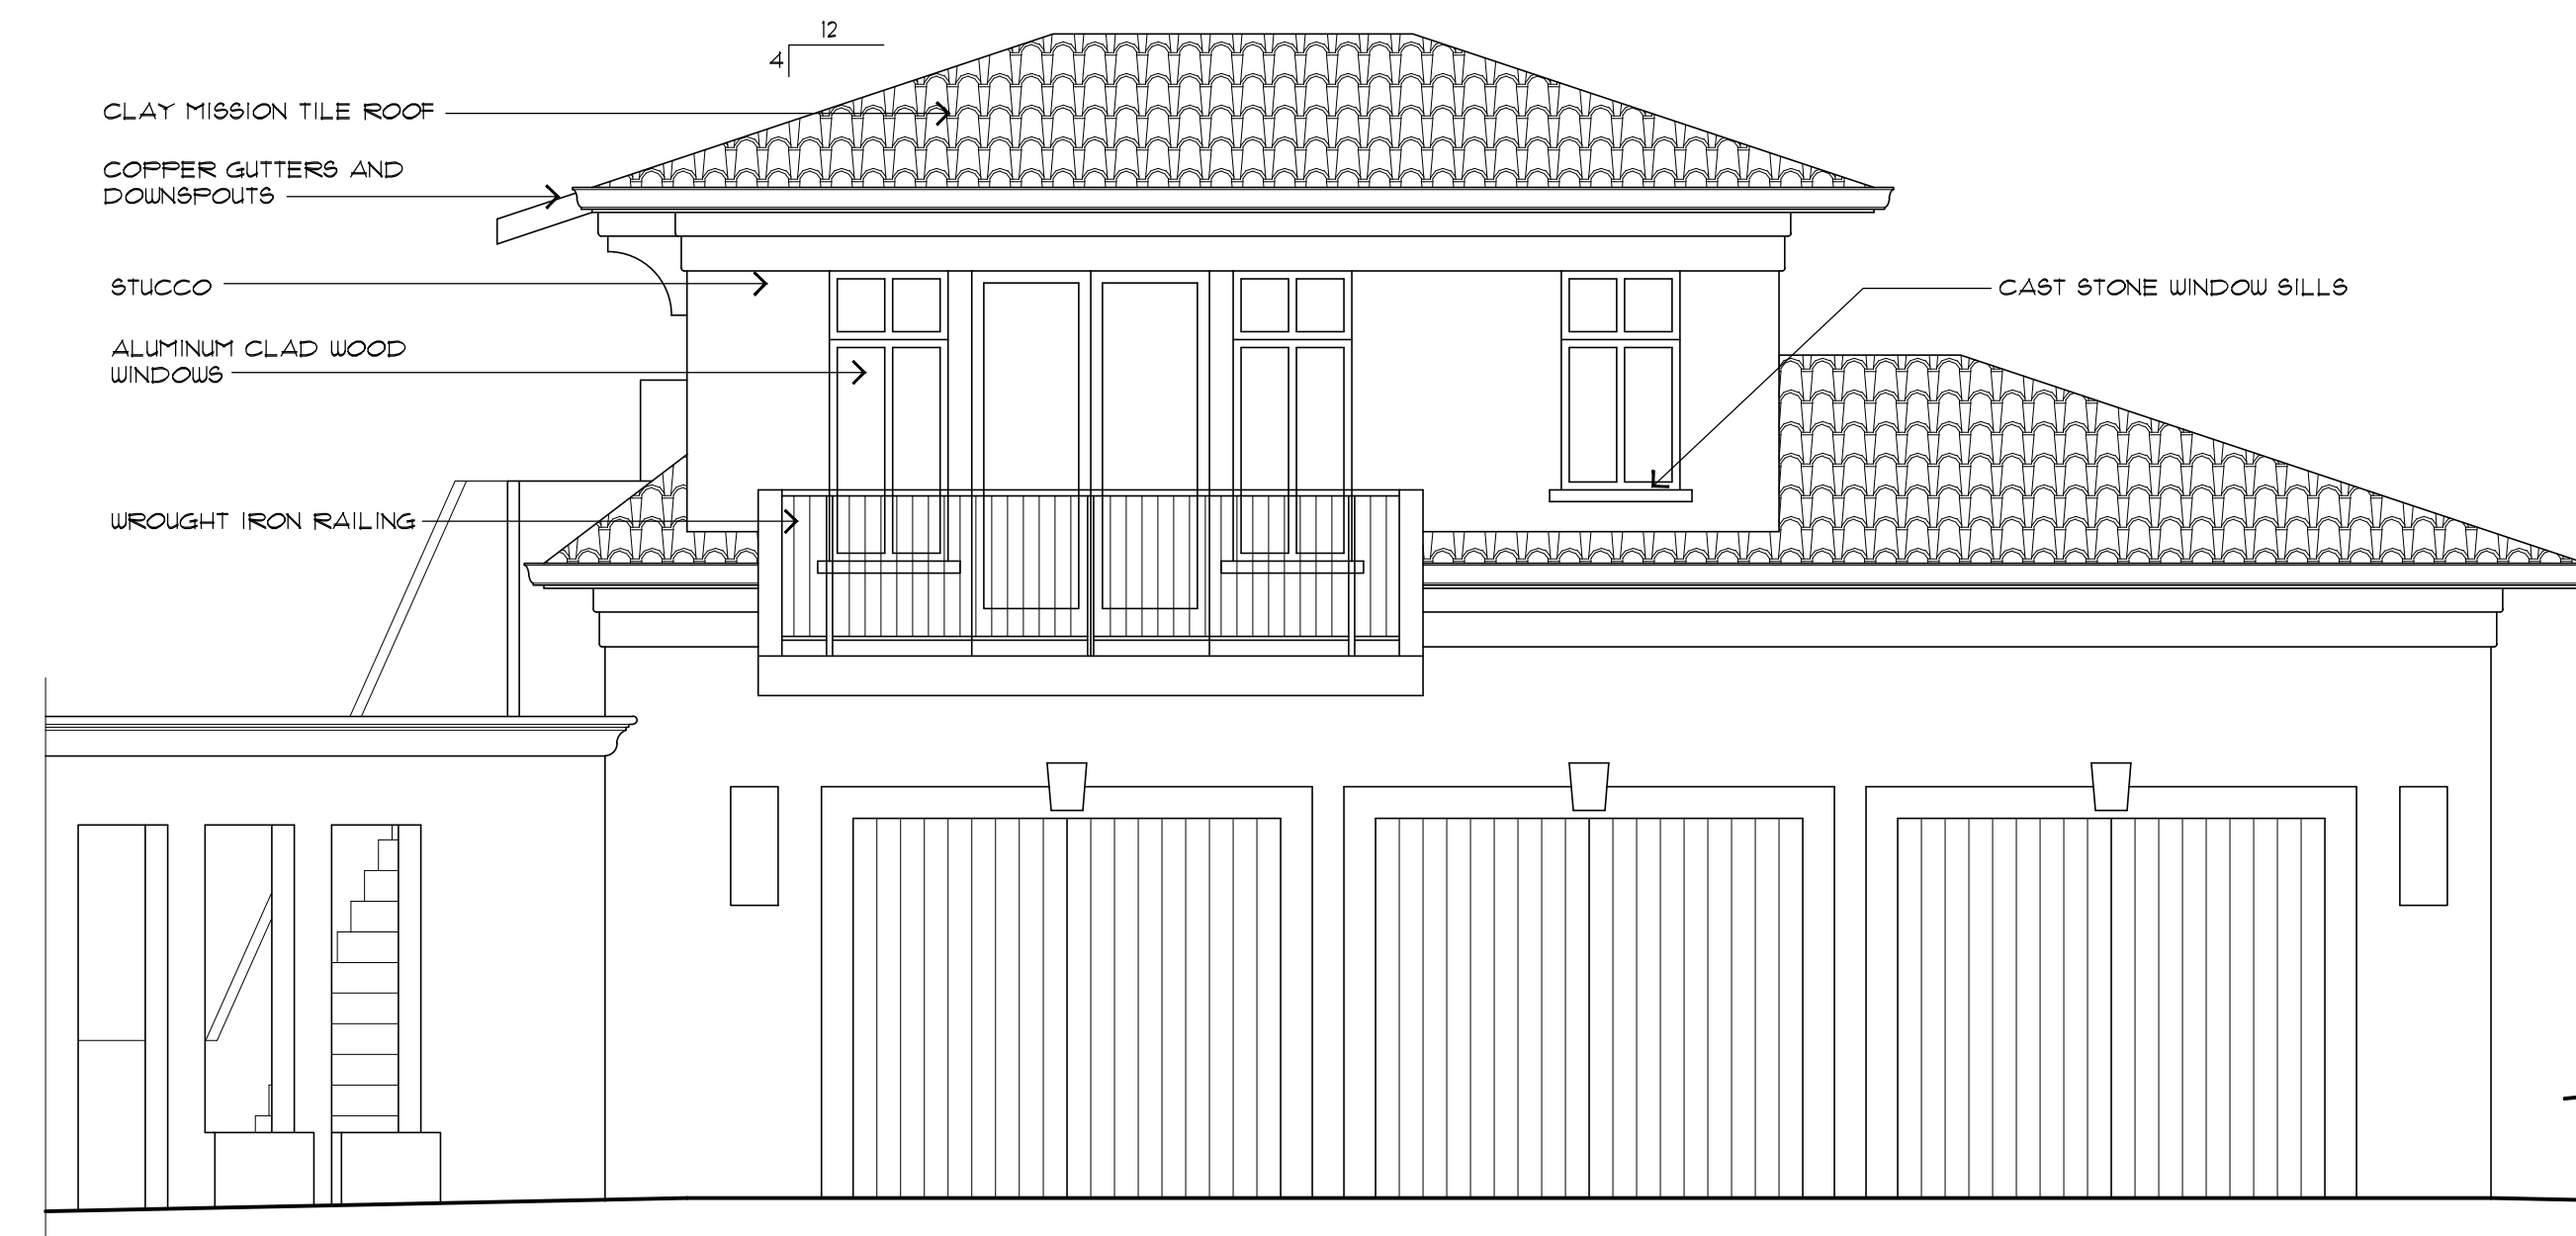 12
4
CLAY MISSION TILE ROOF
COPPER GUTTERS AND
DOWNSPOUTS
STUCCO
CAST STONE WINDOW SILLS
ALUMINUM CLAD WOOD
WINDOWS
WROUGHT IRON RAILING